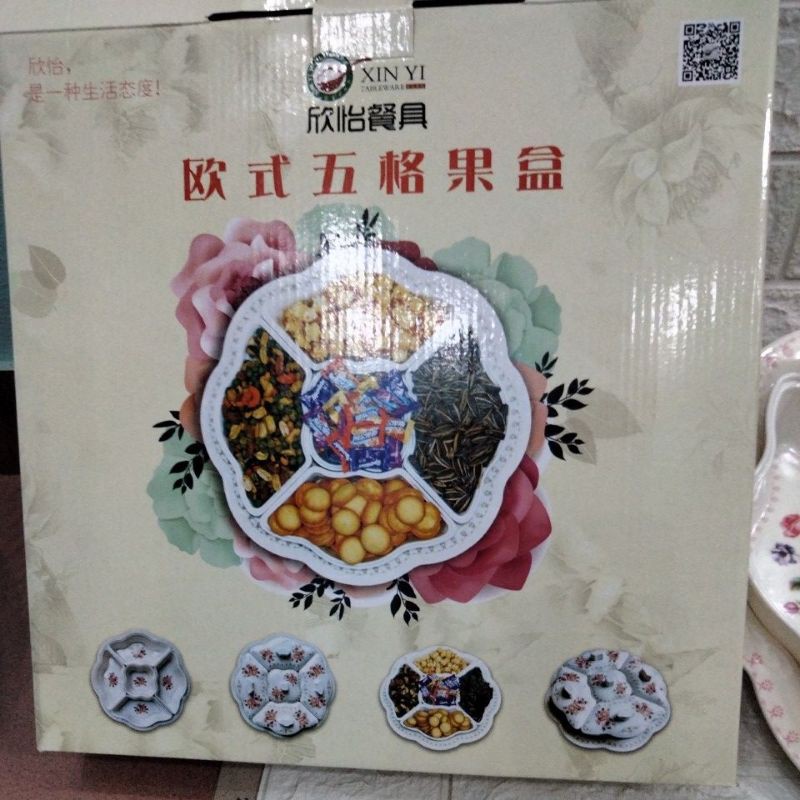 欣怡，
是一种生活态度！
XIN YI
TABLEWARE
欣怡餐具
欧式五格果盒